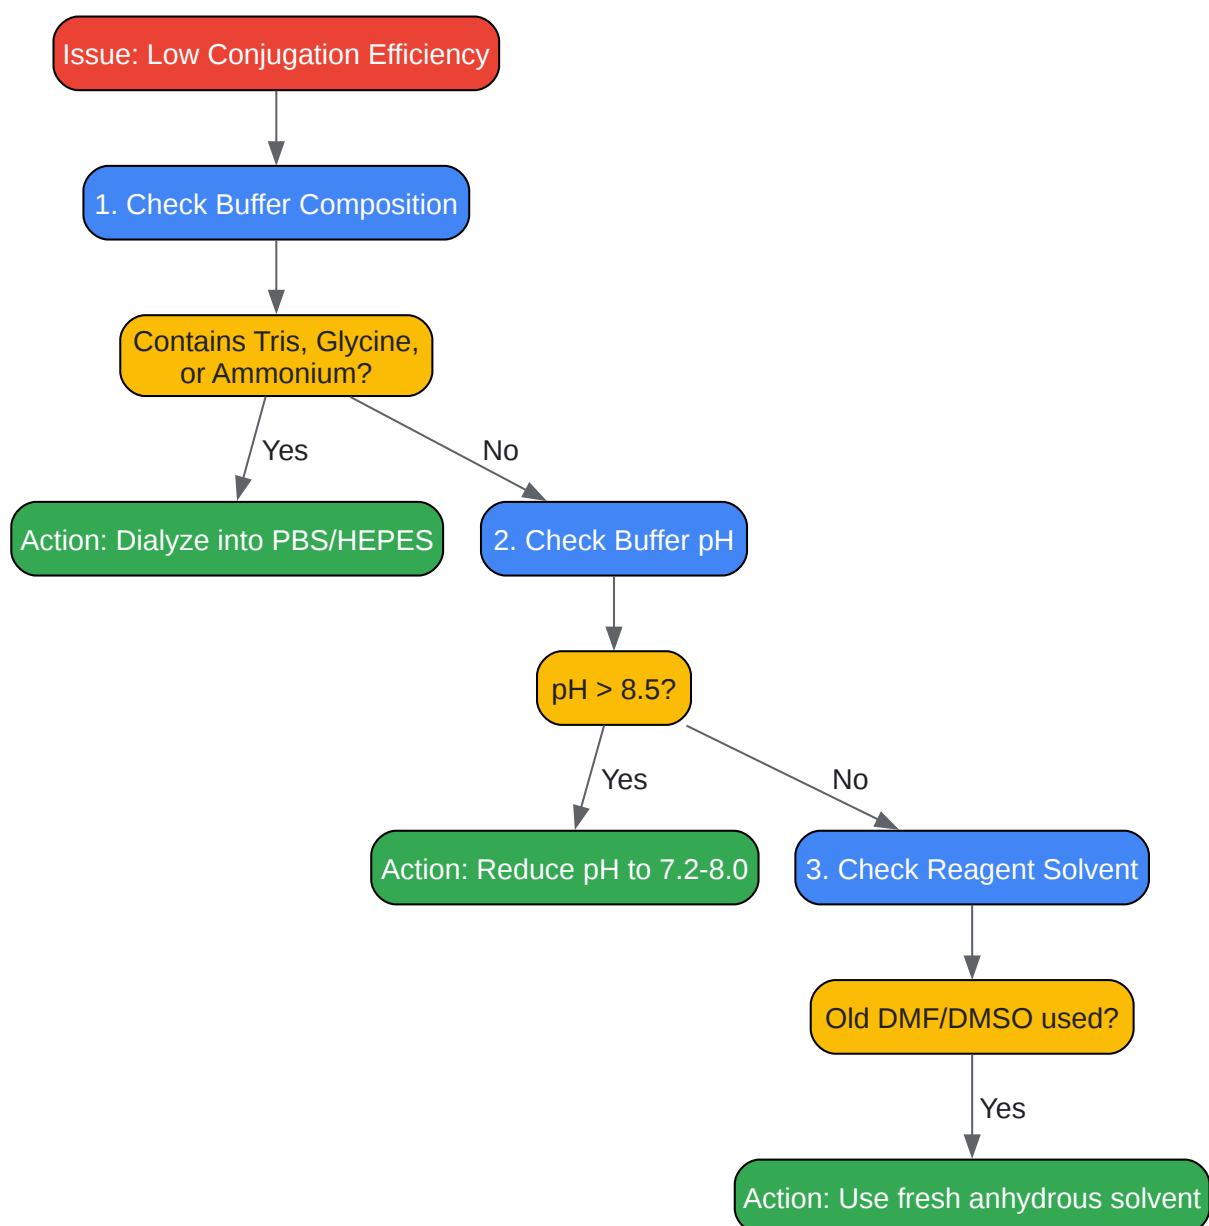 Issue: Low Conjugation Efficiency
1. Check Buffer Composition
Contains Tris, Glycine,
or Ammonium?
Yes
No
Action: Dialyze into PBS/HEPES
2. Check Buffer pH
pH > 8.5?
Yes
No
Action: Reduce pH to 7.2-8.0
3. Check Reagent Solvent
Old DMF/DMSO used?
Yes
Action: Use fresh anhydrous solvent